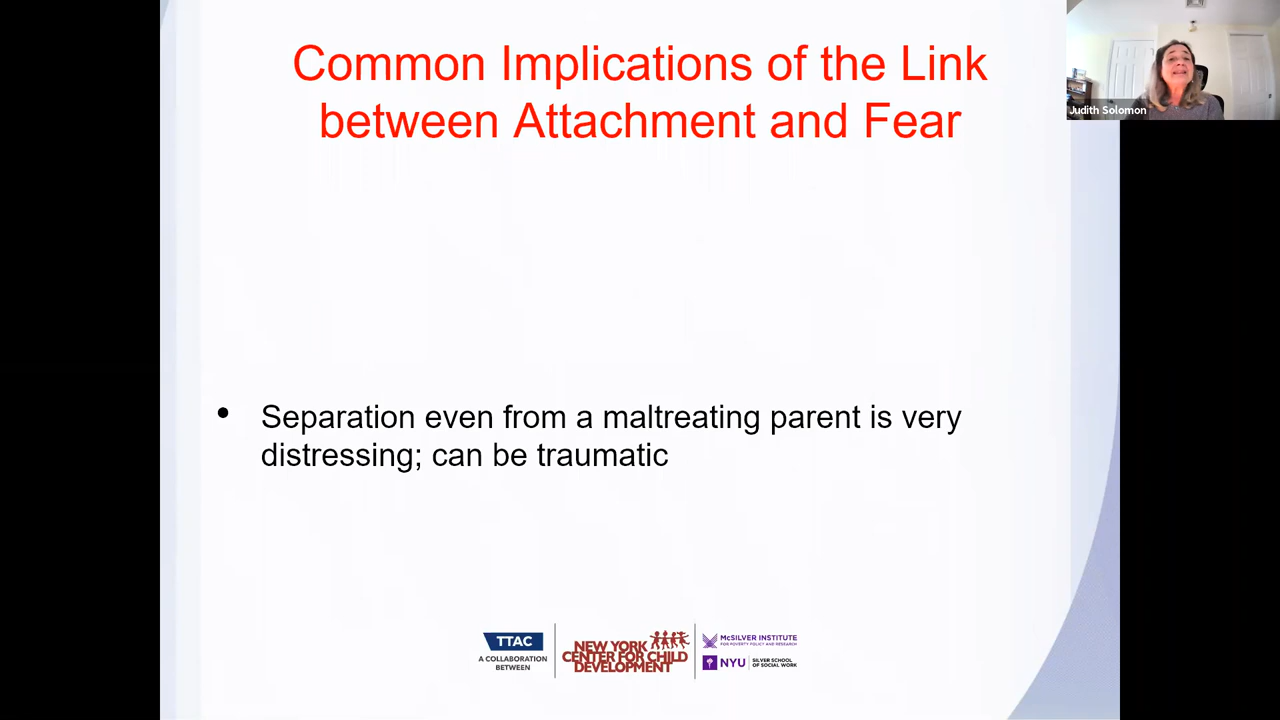 Common Implications of the Link
between Attachment and Fear
Judith Solomon
• Separation even from a maltreating parent is very
distressing; can be traumatic
TTAC
A COLLABORATION
BETWEEN
NEW YORK
CENTER FOR CHILD
DEVELOPMENT
McSILVER INSTITUTE
FOR POVERTY POLICY AND RESEARCH
NYU
SILVER SCHOOL
OF SOCIAL WORK